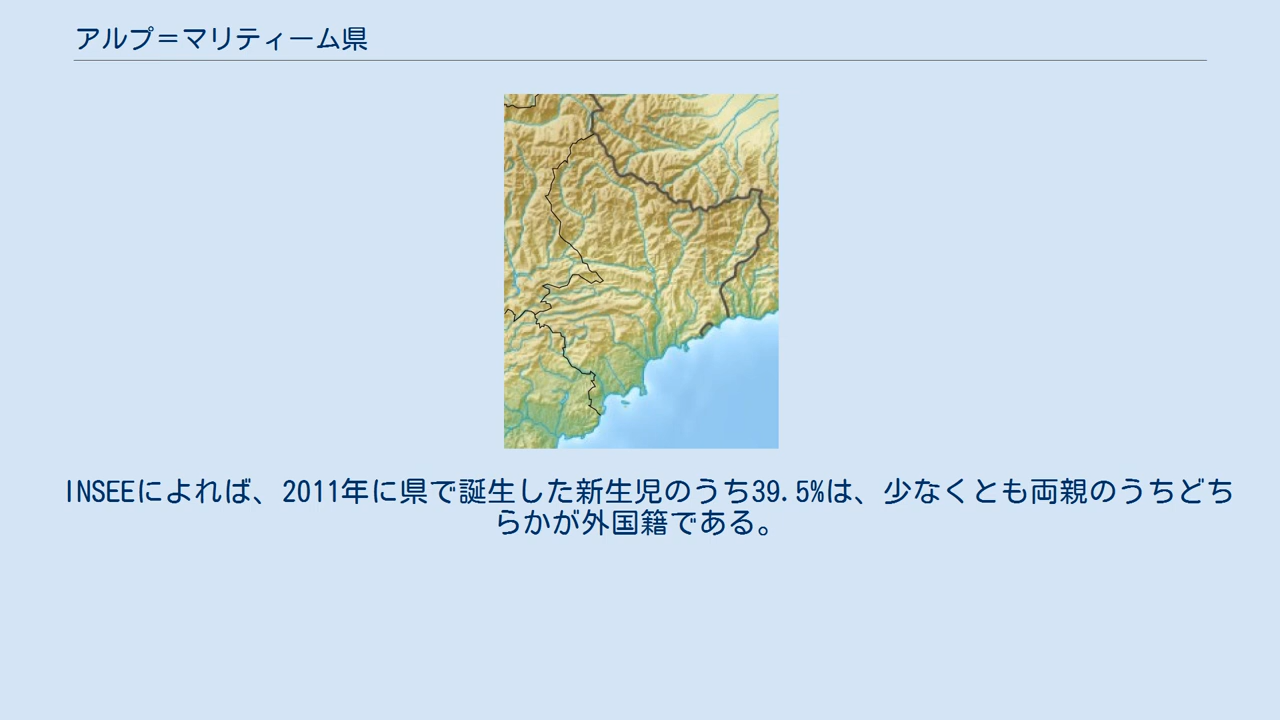 アルプ＝マリティーム県
INSEEによれば、2011年に県で誕生した新生児のうち39.5%は、少なくとも両親のうちどち
らかが外国籍である。